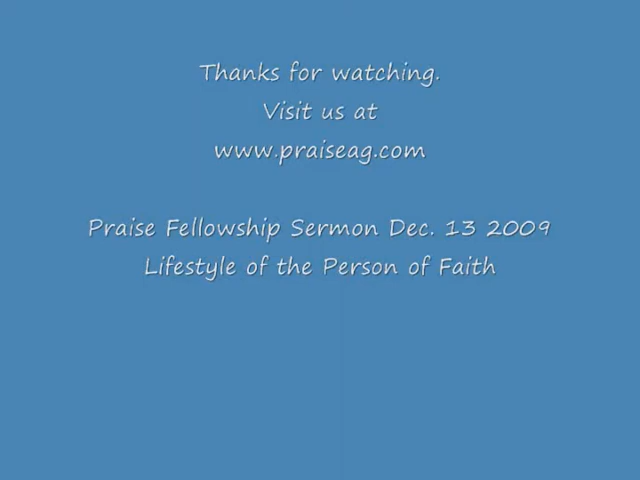 Thanks for watching.
Visit us at
www.praiseag.com
Praise Fellowship Sermon Dec. 13 2009
Lifestyle of the Person of Faith